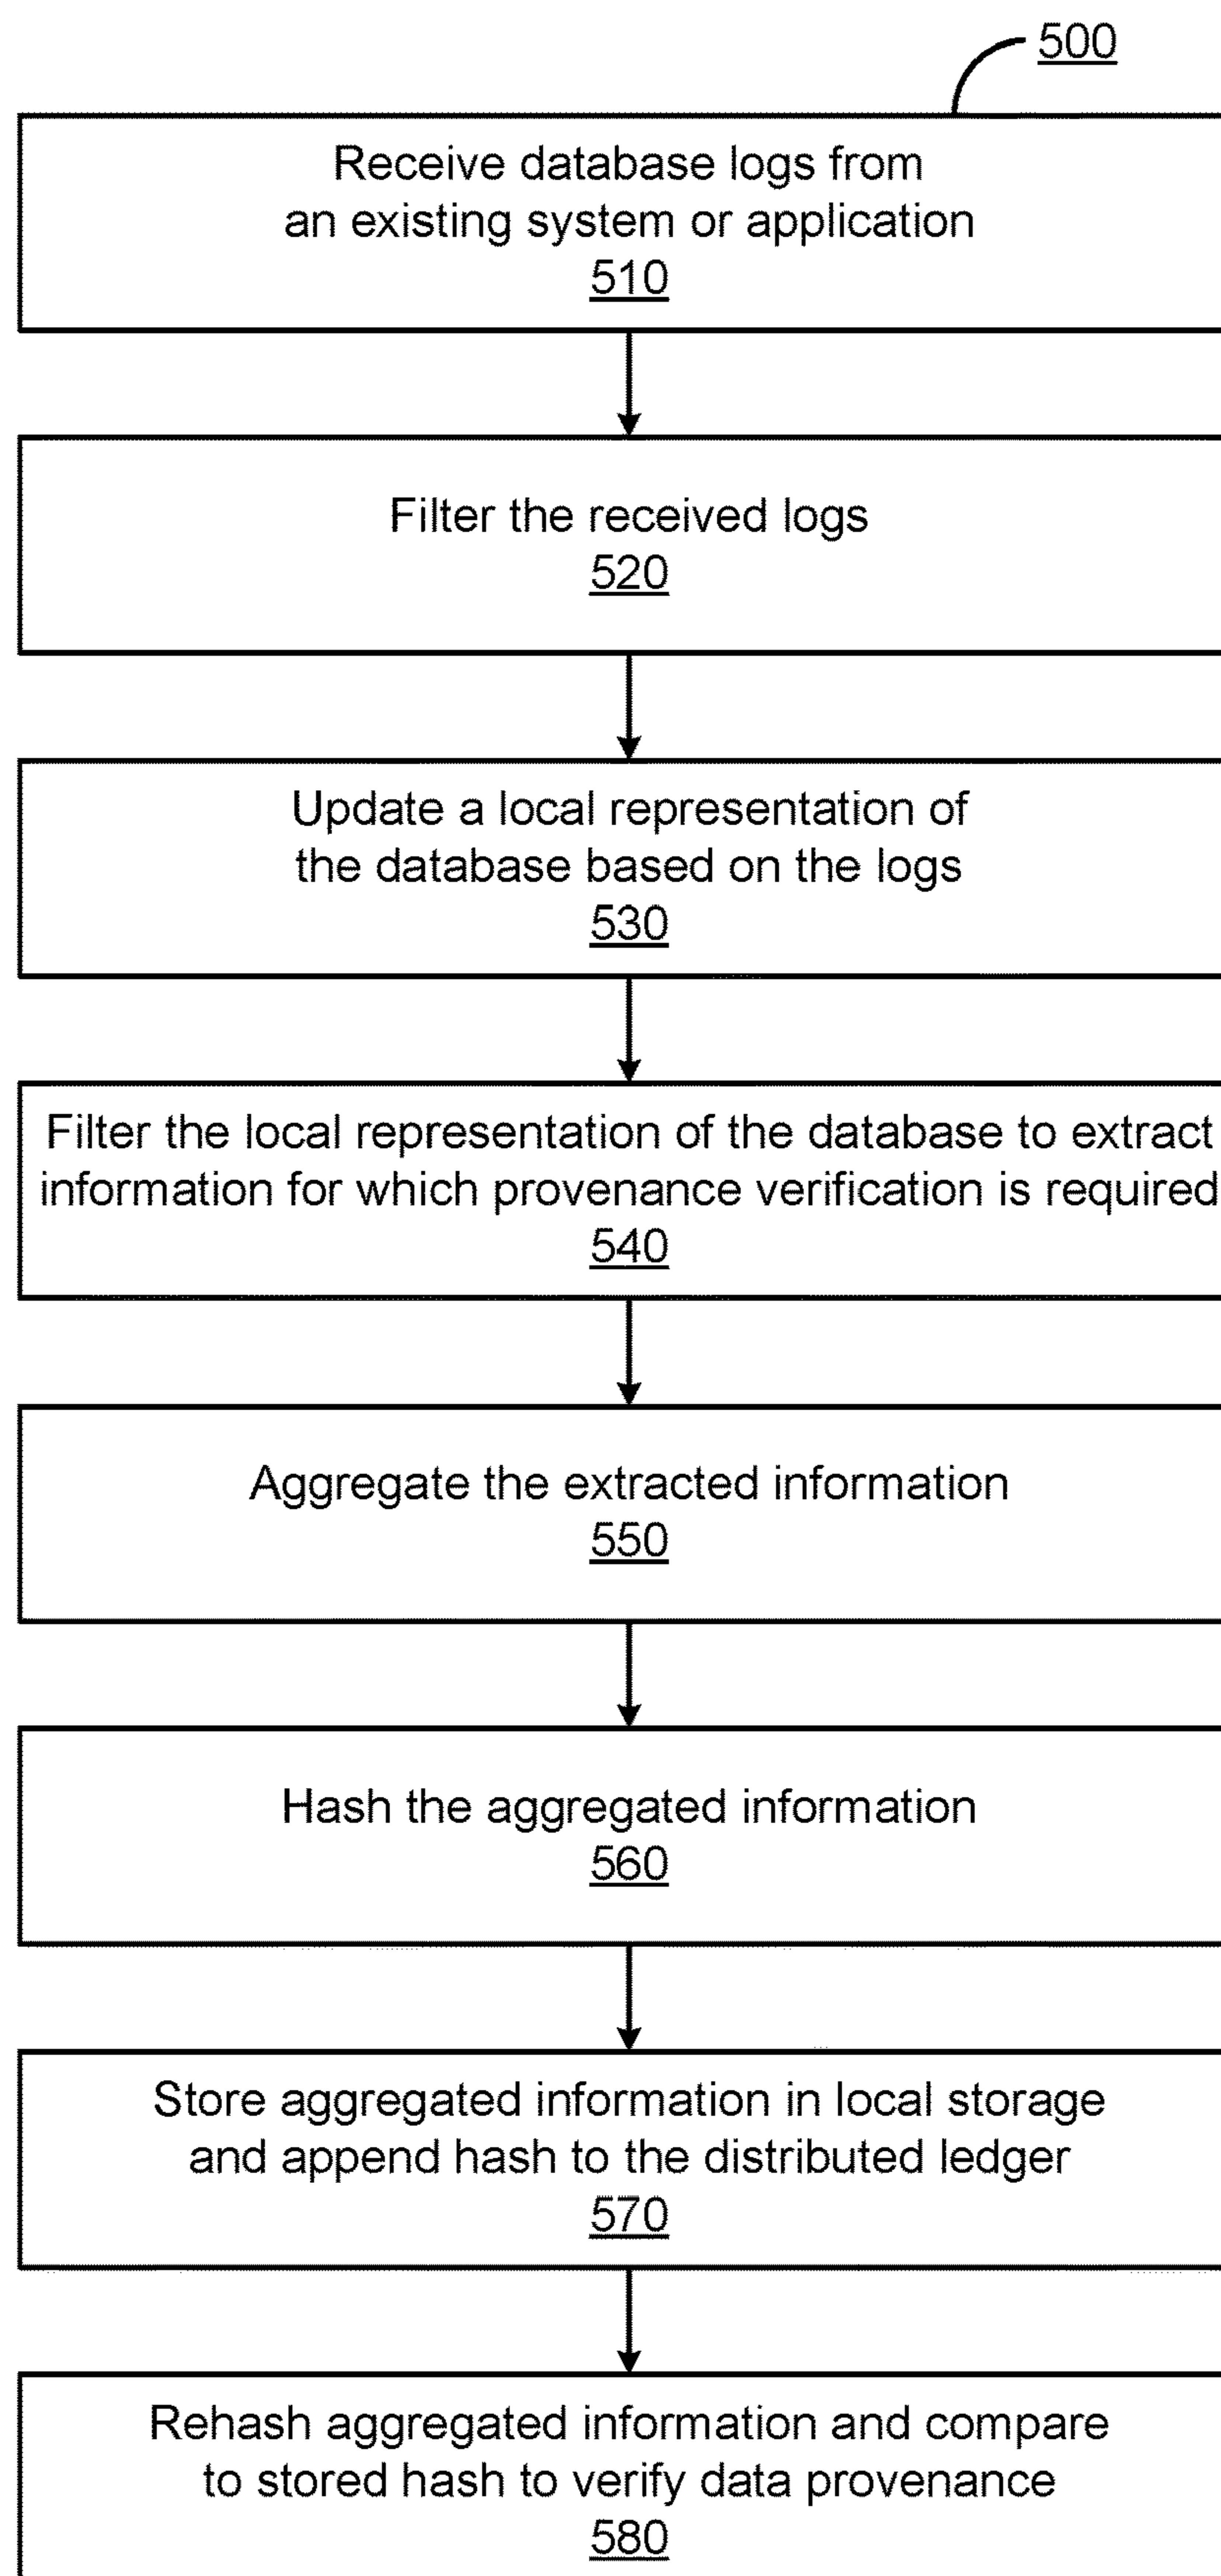 500
Receive database logs from
an existing system or application
510
Filter the received logs
520
Update a local representation of
the database based on the logs
530
Filter the local representation of the database to extract
information for which provenance verification is required
540
Aggregate the extracted information
550
Hash the aggregated information
560
Store aggregated information in local storage
and append hash to the distributed ledger
570
Rehash aggregated information and compare
to stored hash to verify data provenance
580